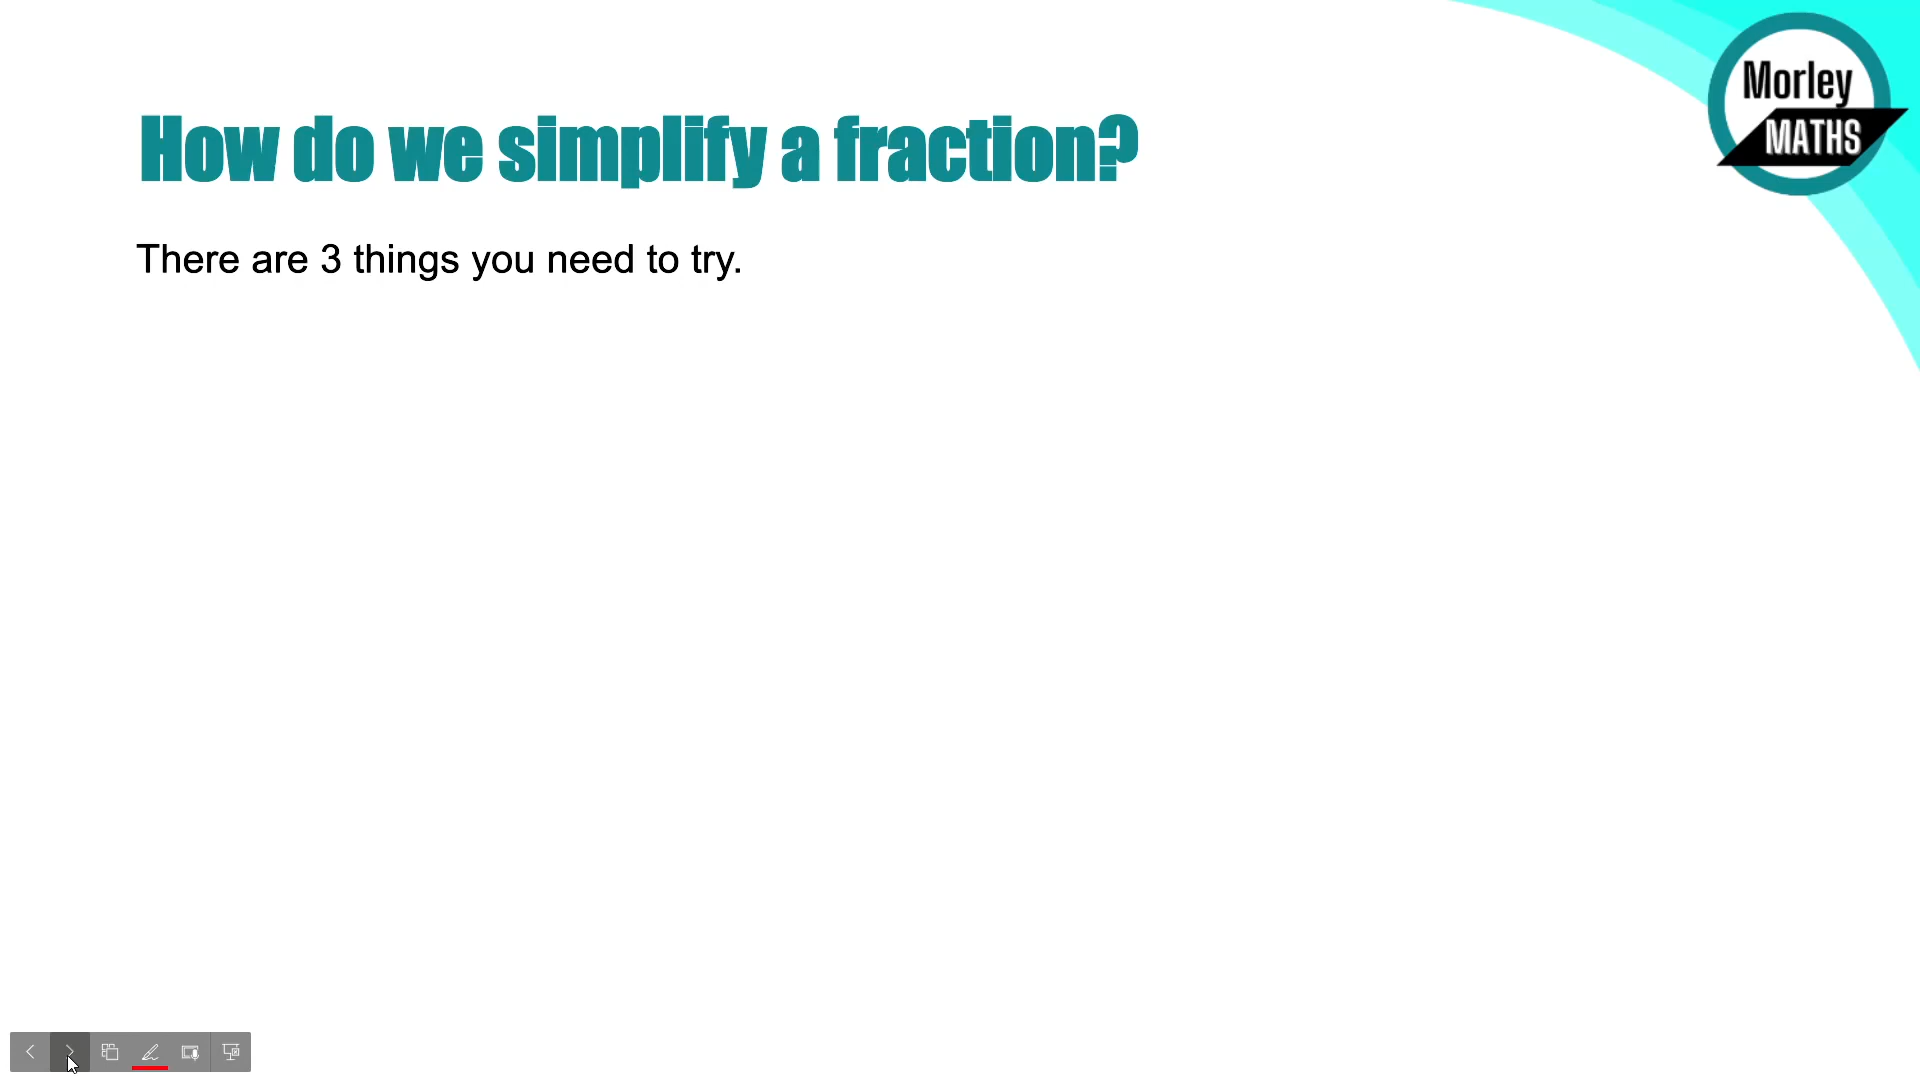 How do we simplify a fraction?
There are 3 things you need to try.
Morley
MATHS